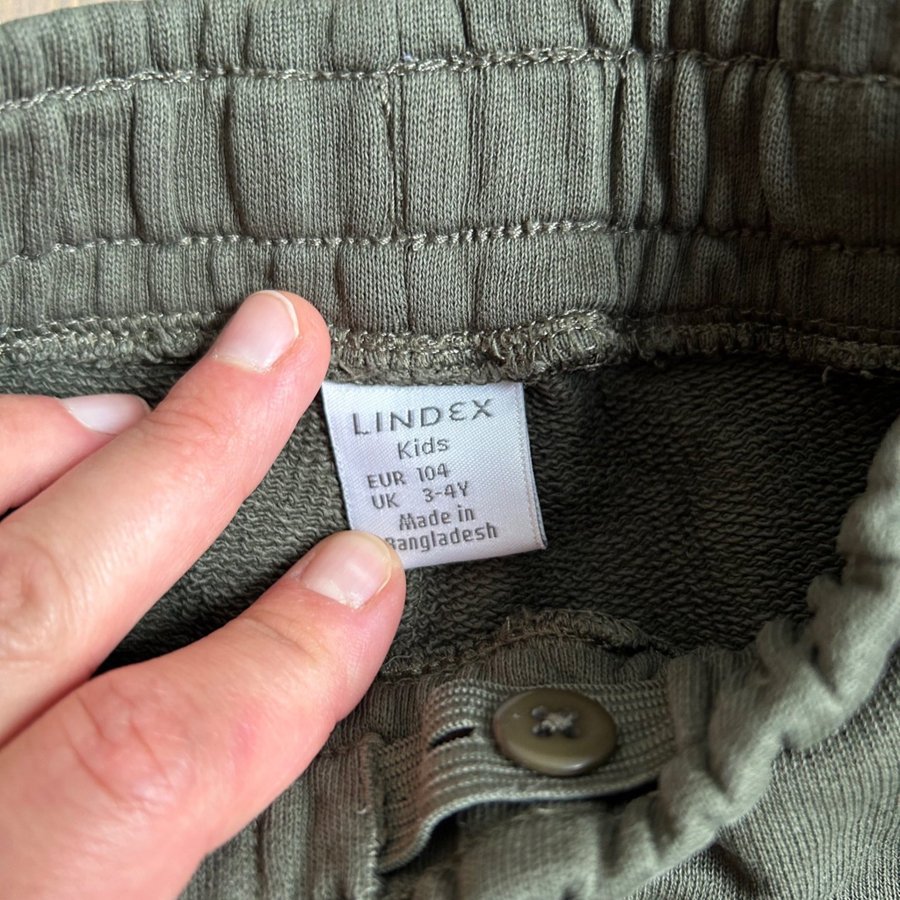 LINDEX
Kids
EUR 104
UK 3-4Y
Made in
Bangladesh